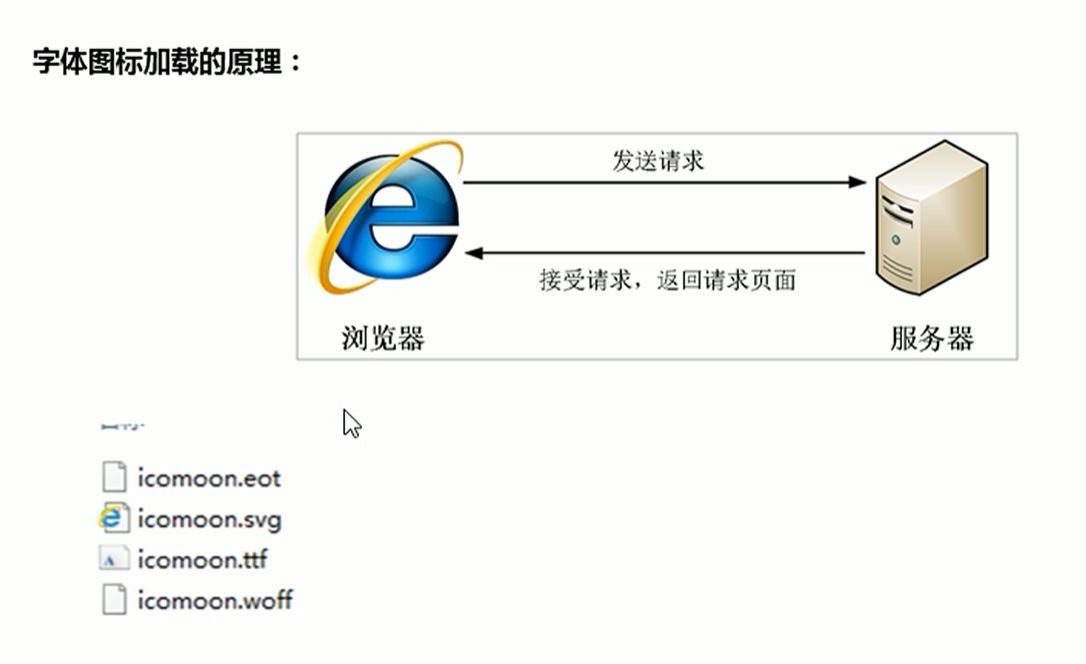 字体图标加载的原理：
发送请求
接受请求，返回请求页面
浏览器
服务器
icomoon.eot
icomoon.svg
icomoon.ttf
icomoon.woff